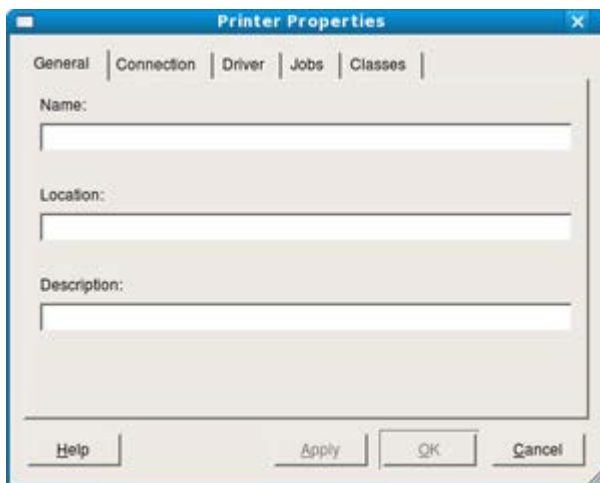 Printer Properties
General Connection Driver Jobs Classes
Name:
Location:
Description:
Help Apply OK Cancel